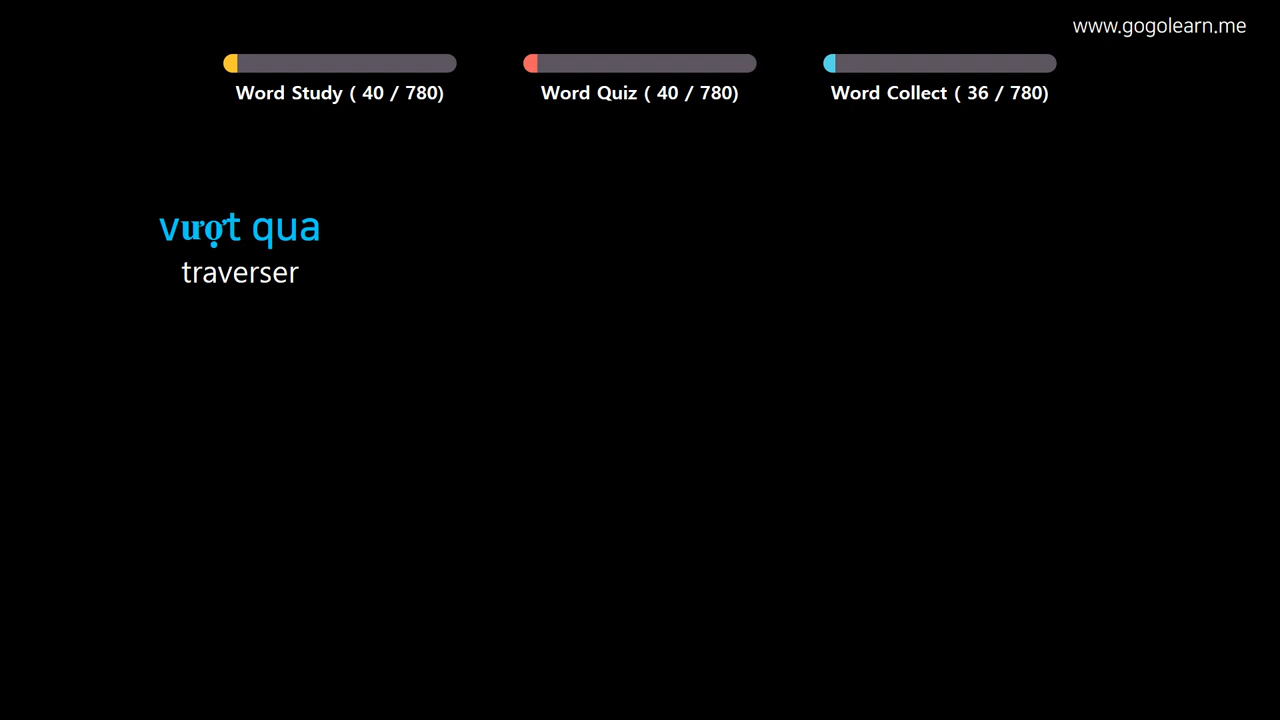 www.gogolearn.me
Word Study ( 40 / 780)
Word Quiz ( 40 / 780)
Word Collect ( 36 / 780)
vượt qua
traverser